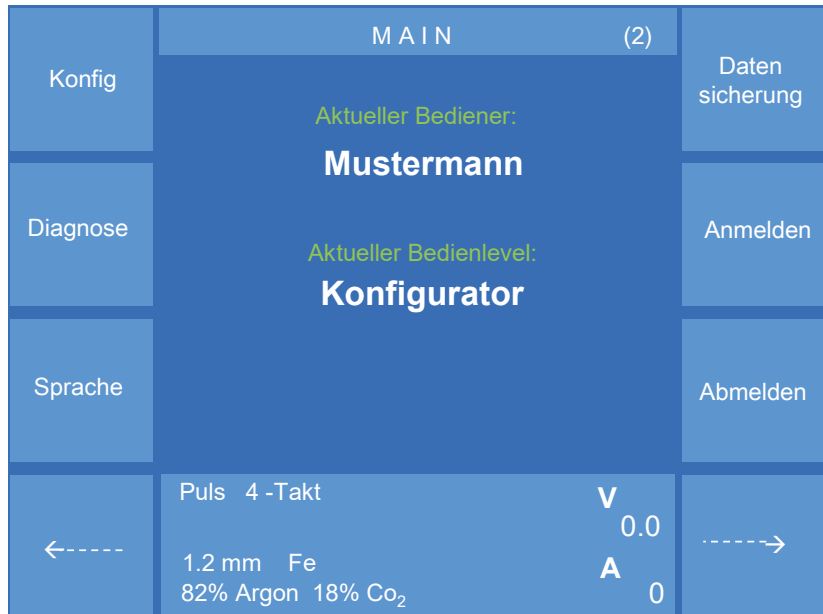 Konfig
Diagnose
Sprache
M A I N (2)
Aktueller Bediener:
Mustermann
Aktueller Bedienlevel:
Konfigurator
Puls 4 -Takt
V
0.0
1.2 mm Fe
A
82% Argon 18% Co₂
0
Daten
sicherung
Anmelden
Abmelden